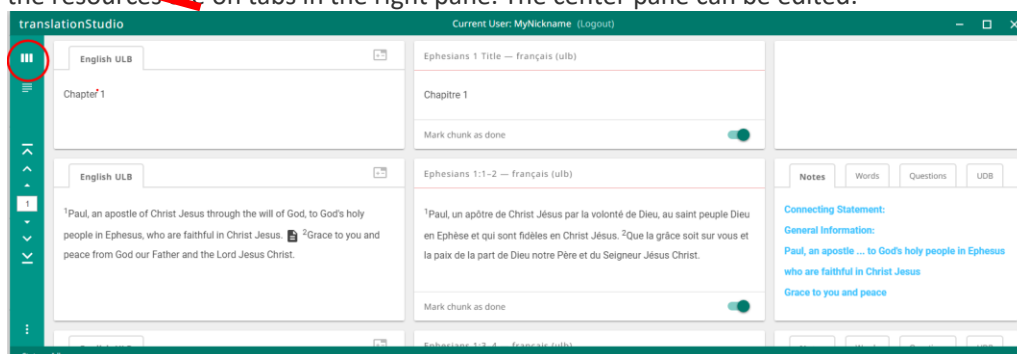 the resources are on tabs in the right pane. The center pane can be edited.
translationStudio
Current User: MyNickname (Logout)
English ULB
Chapter 1
Ephesians 1 Title — français (ulb)
Chapitre 1
Mark chunk as done
English ULB
1Paul, an apostle of Christ Jesus through the will of God, to God's holy
people in Ephesus, who are faithful in Christ Jesus. 2Grace to you and
peace from God our Father and the Lord Jesus Christ.
Ephesians 1:1–2 — français (ulb)
1Paul, un apôtre de Christ Jésus par la volonté de Dieu, au saint peuple Dieu
en Ephèse et qui sont fidèles en Christ Jésus. 2Que la grâce soit sur vous et
la paix de la part de Dieu notre Père et du Seigneur Jésus Christ.
Mark chunk as done
Notes
Words
Questions
UDB
Connecting Statement:
General Information:
Paul, an apostle ... to God's holy people in Ephesus
who are faithful in Christ Jesus
Grace to you and peace
1
Ephesians 1:3–4 — français (ulb)